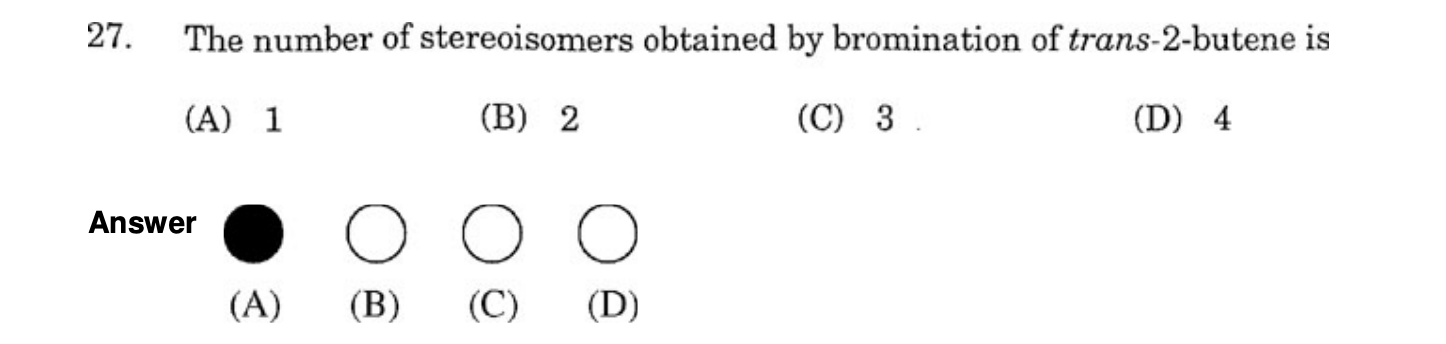 27. The number of stereoisomers obtained by bromination of trans-2-butene is
(A) 1 (B) 2 (C) 3 . (D) 4
Answer
(A) (B) (C) (D)